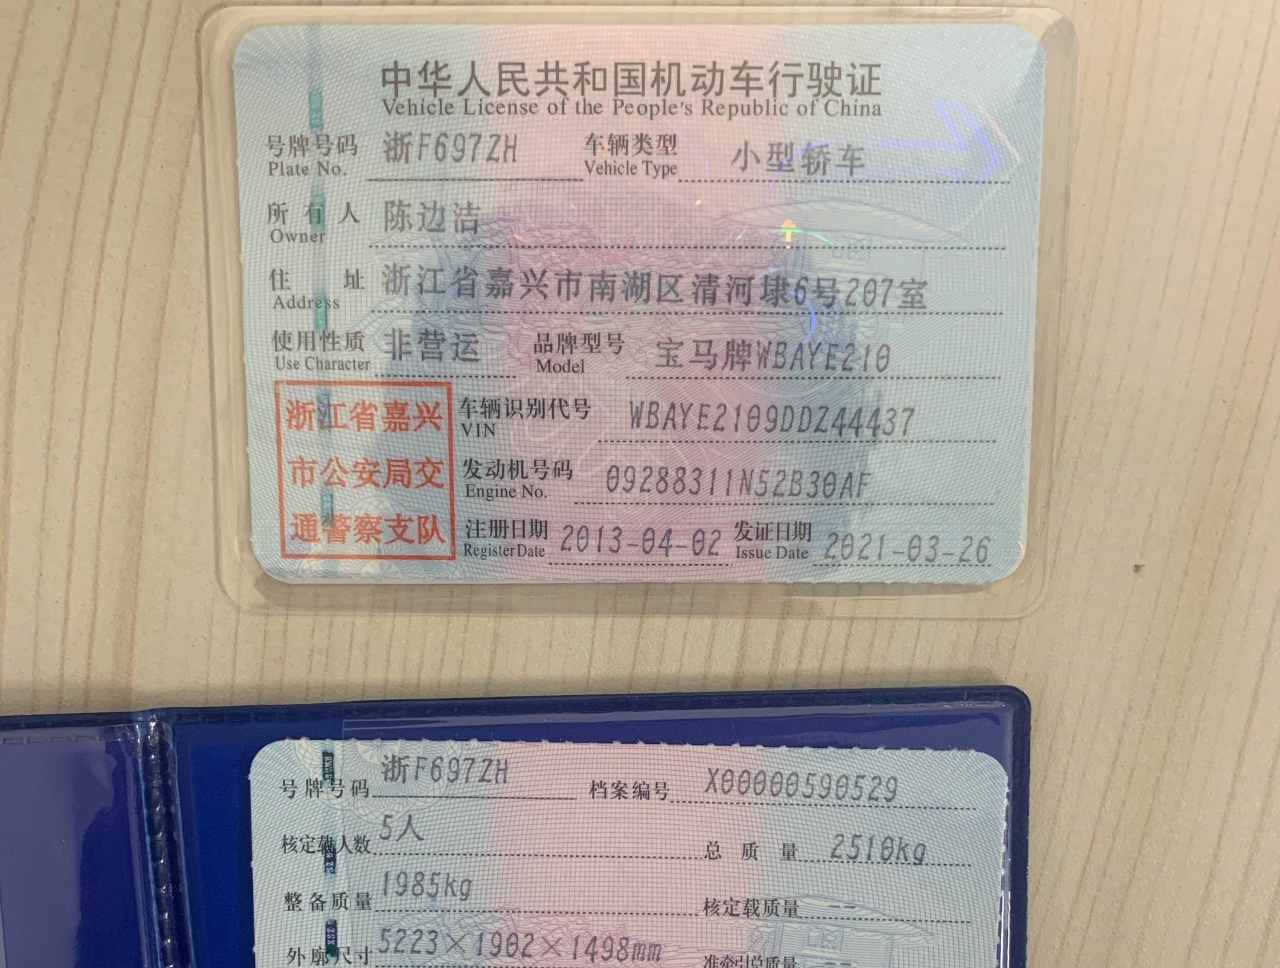 中华人民共和国机动车行驶证
Vehicle License of the People's Republic of China
号牌号码 浙F697ZH 车辆类型 小型轿车
Plate No. Vehicle Type
所有人 陈边洁
Owner
住址 浙江省嘉兴市南湖区清河埭6号207室
Address
使用性质 非营运 品牌型号 宝马牌WBAYE210
Use Character Model
浙江省嘉兴
市公安局交
通警察支队
车辆识别代号 WBAYE2109DDZ44437
VIN
发动机号码 09288311N52B30AF
Engine No.
注册日期 2013-04-02 发证日期 2021-03-26
Register Date Issue Date
号牌号码 浙F697ZH 档案编号 X00000590529
核定载人数 5人 总质量 2510kg
整备质量 1985kg 核定载质量 --
外廓尺寸 5223×1902×1498mm 准牵引总质量 --